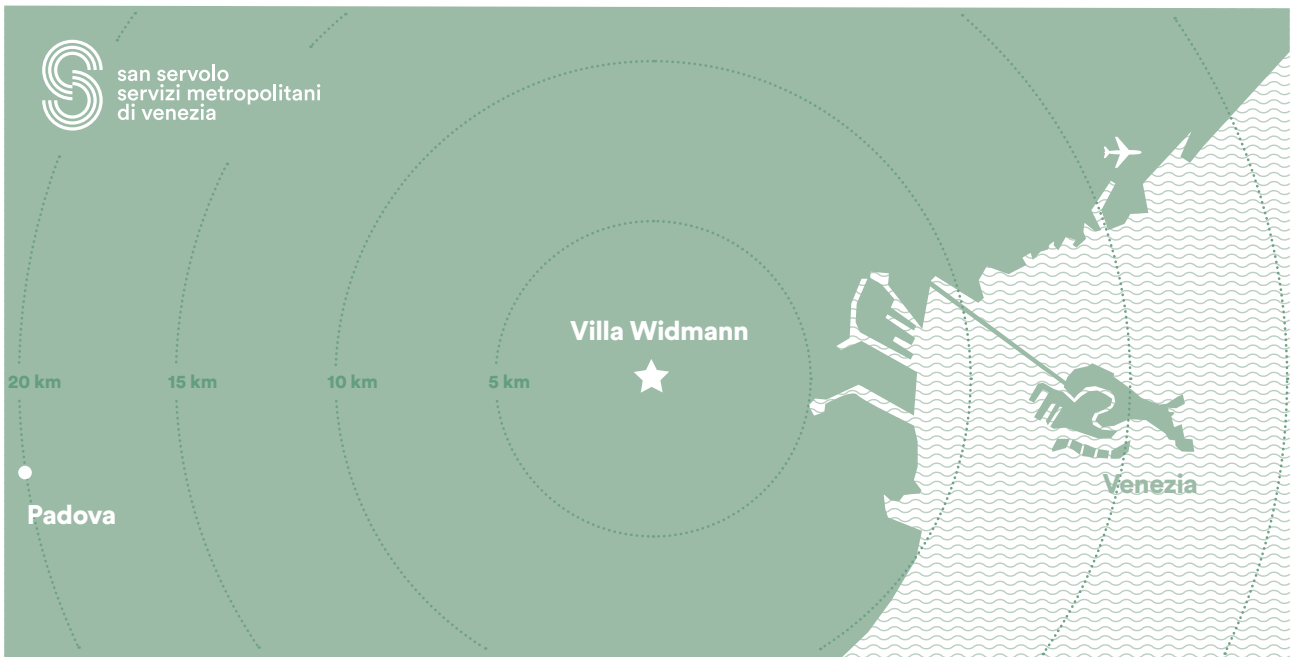 san servolo
servizi metropolitani
di venezia
Villa Widmann
20 km
15 km
10 km
5 km
Venezia
Padova